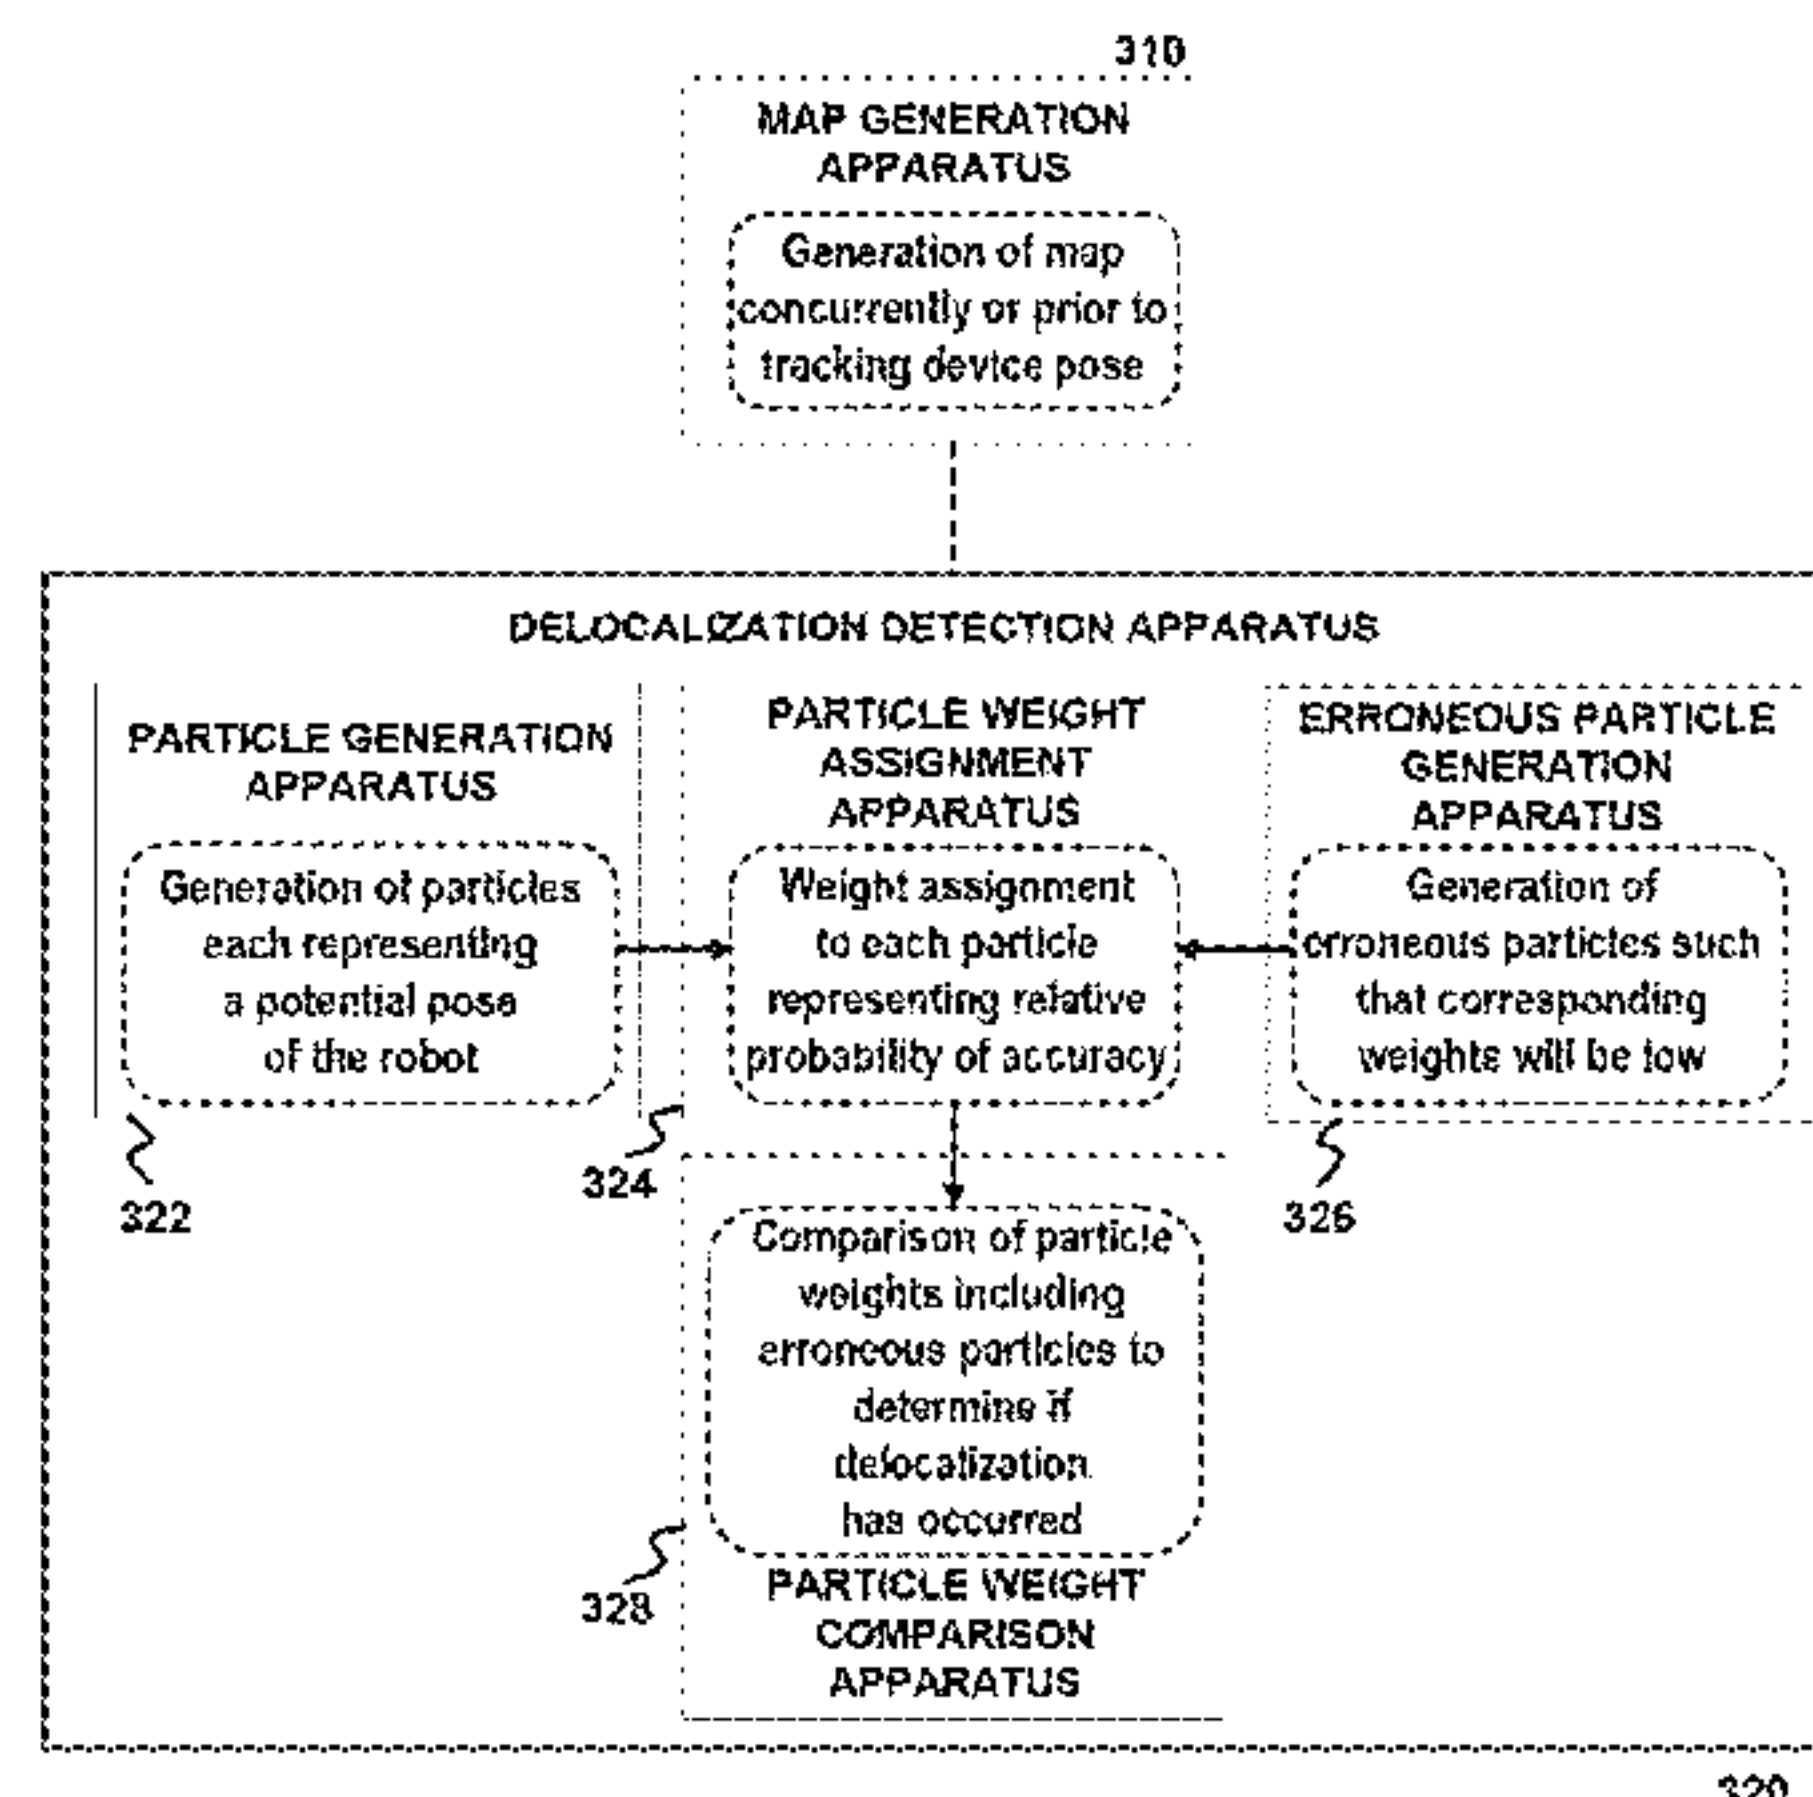 310
MAP GENERATION
APPARATUS
Generation of map
concurrently or prior to
tracking device pose
DELOCALIZATION DETECTION APPARATUS
PARTICLE GENERATION
APPARATUS
Generation of particles
each representing
a potential pose
of the robot
322
PARTICLE WEIGHT
ASSIGNMENT
APPARATUS
Weight assignment
to each particle
representing relative
probability of accuracy
324
ERRONEOUS PARTICLE
GENERATION
APPARATUS
Generation of
erroneous particles such
that corresponding
weights will be low
326
Comparison of particle
weights including
erroneous particles to
determine if
delocalization
has occurred
328
PARTICLE WEIGHT
COMPARISON
APPARATUS
320